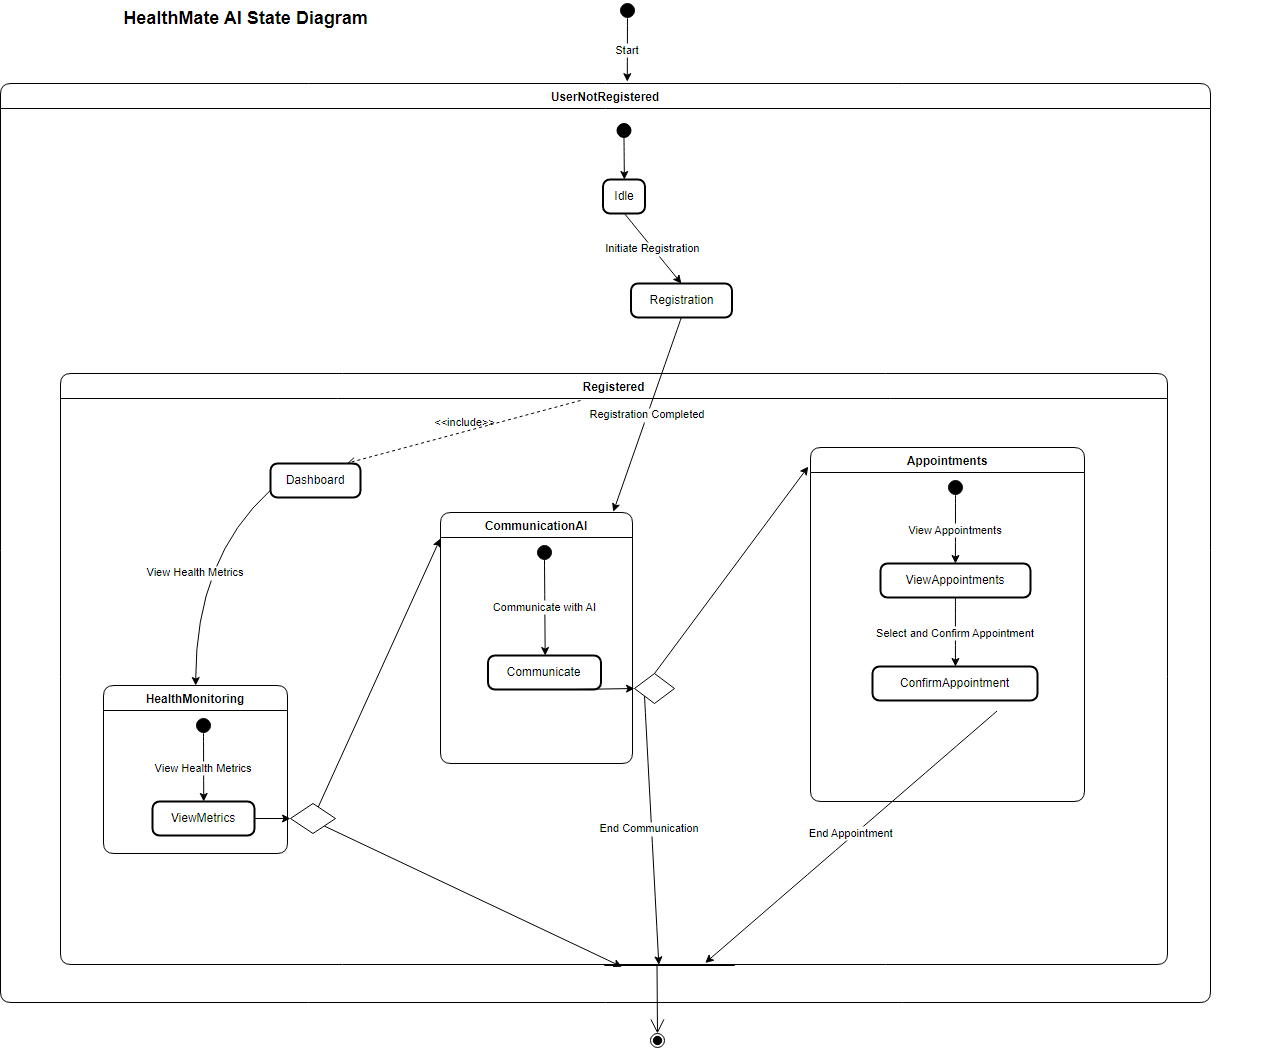 HealthMate AI State Diagram
Start
UserNotRegistered
Idle
Initiate Registration
Registration
Registered
<<include>>
Registration Completed
Dashboard
Appointments
CommunicationAI
View Appointments
View Health Metrics
ViewAppointments
Communicate with AI
Select and Confirm Appointment
Communicate
ConfirmAppointment
HealthMonitoring
View Health Metrics
ViewMetrics
End Communication
End Appointment